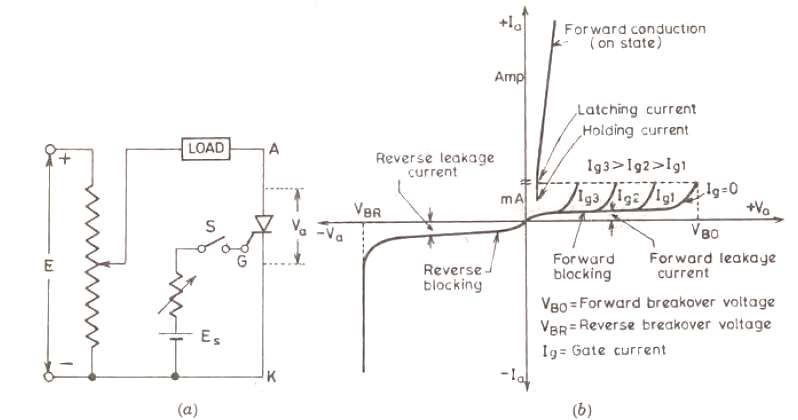 +
E
−
LOAD
A
Va
S
G
Es
K
(a)
+Ia
Forward conduction
(on state)
Amp
Latching current
Holding current
Ig3>Ig2>Ig1
Reverse leakage
current
mA
Ig3
Ig2
Ig1
Ig=0
VBR
+Va
−Va
VBO
Reverse
blocking
Forward
blocking
Forward leakage
current
VBO=Forward breakover voltage
VBR=Reverse breakover voltage
Ig=Gate current
−Ia
(b)